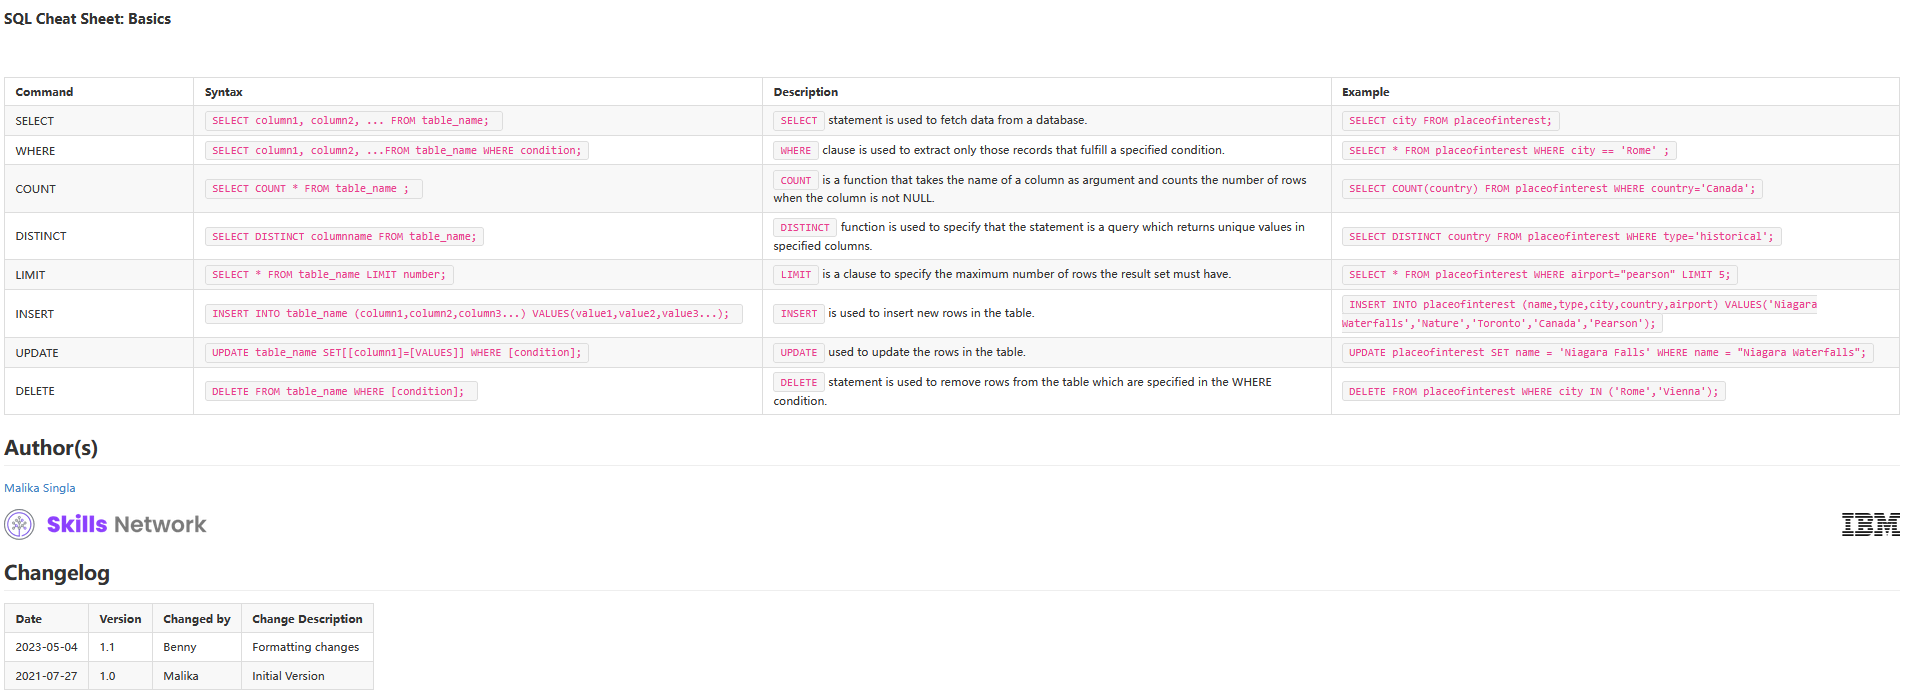 SQL Cheat Sheet: Basics
Command Syntax Description Example
SELECT SELECT column1, column2, ... FROM table_name; SELECT statement is used to fetch data from a database. SELECT city FROM placeofinterest;
WHERE SELECT column1, column2, ...FROM table_name WHERE condition; WHERE clause is used to extract only those records that fulfill a specified condition. SELECT * FROM placeofinterest WHERE city == 'Rome' ;
COUNT SELECT COUNT * FROM table_name ; COUNT is a function that takes the name of a column as argument and counts the number of rows
when the column is not NULL. SELECT COUNT(country) FROM placeofinterest WHERE country='Canada';
DISTINCT SELECT DISTINCT columnname FROM table_name; DISTINCT function is used to specify that the statement is a query which returns unique values in
specified columns. SELECT DISTINCT country FROM placeofinterest WHERE type='historical';
LIMIT SELECT * FROM table_name LIMIT number; LIMIT is a clause to specify the maximum number of rows the result set must have. SELECT * FROM placeofinterest WHERE airport="pearson" LIMIT 5;
INSERT INSERT INTO table_name (column1,column2,column3...) VALUES(value1,value2,value3...); INSERT is used to insert new rows in the table. INSERT INTO placeofinterest (name,type,city,country,airport) VALUES('Niagara
Waterfalls','Nature','Toronto','Canada','Pearson');
UPDATE UPDATE table_name SET[[column1]=[VALUES]] WHERE [condition]; UPDATE used to update the rows in the table. UPDATE placeofinterest SET name = 'Niagara Falls' WHERE name = "Niagara Waterfalls";
DELETE DELETE FROM table_name WHERE [condition]; DELETE statement is used to remove rows from the table which are specified in the WHERE
condition. DELETE FROM placeofinterest WHERE city IN ('Rome','Vienna');
Author(s)
Malika Singla
Skills Network IBM
Changelog
Date Version Changed by Change Description
2023-05-04 1.1 Benny Formatting changes
2021-07-27 1.0 Malika Initial Version